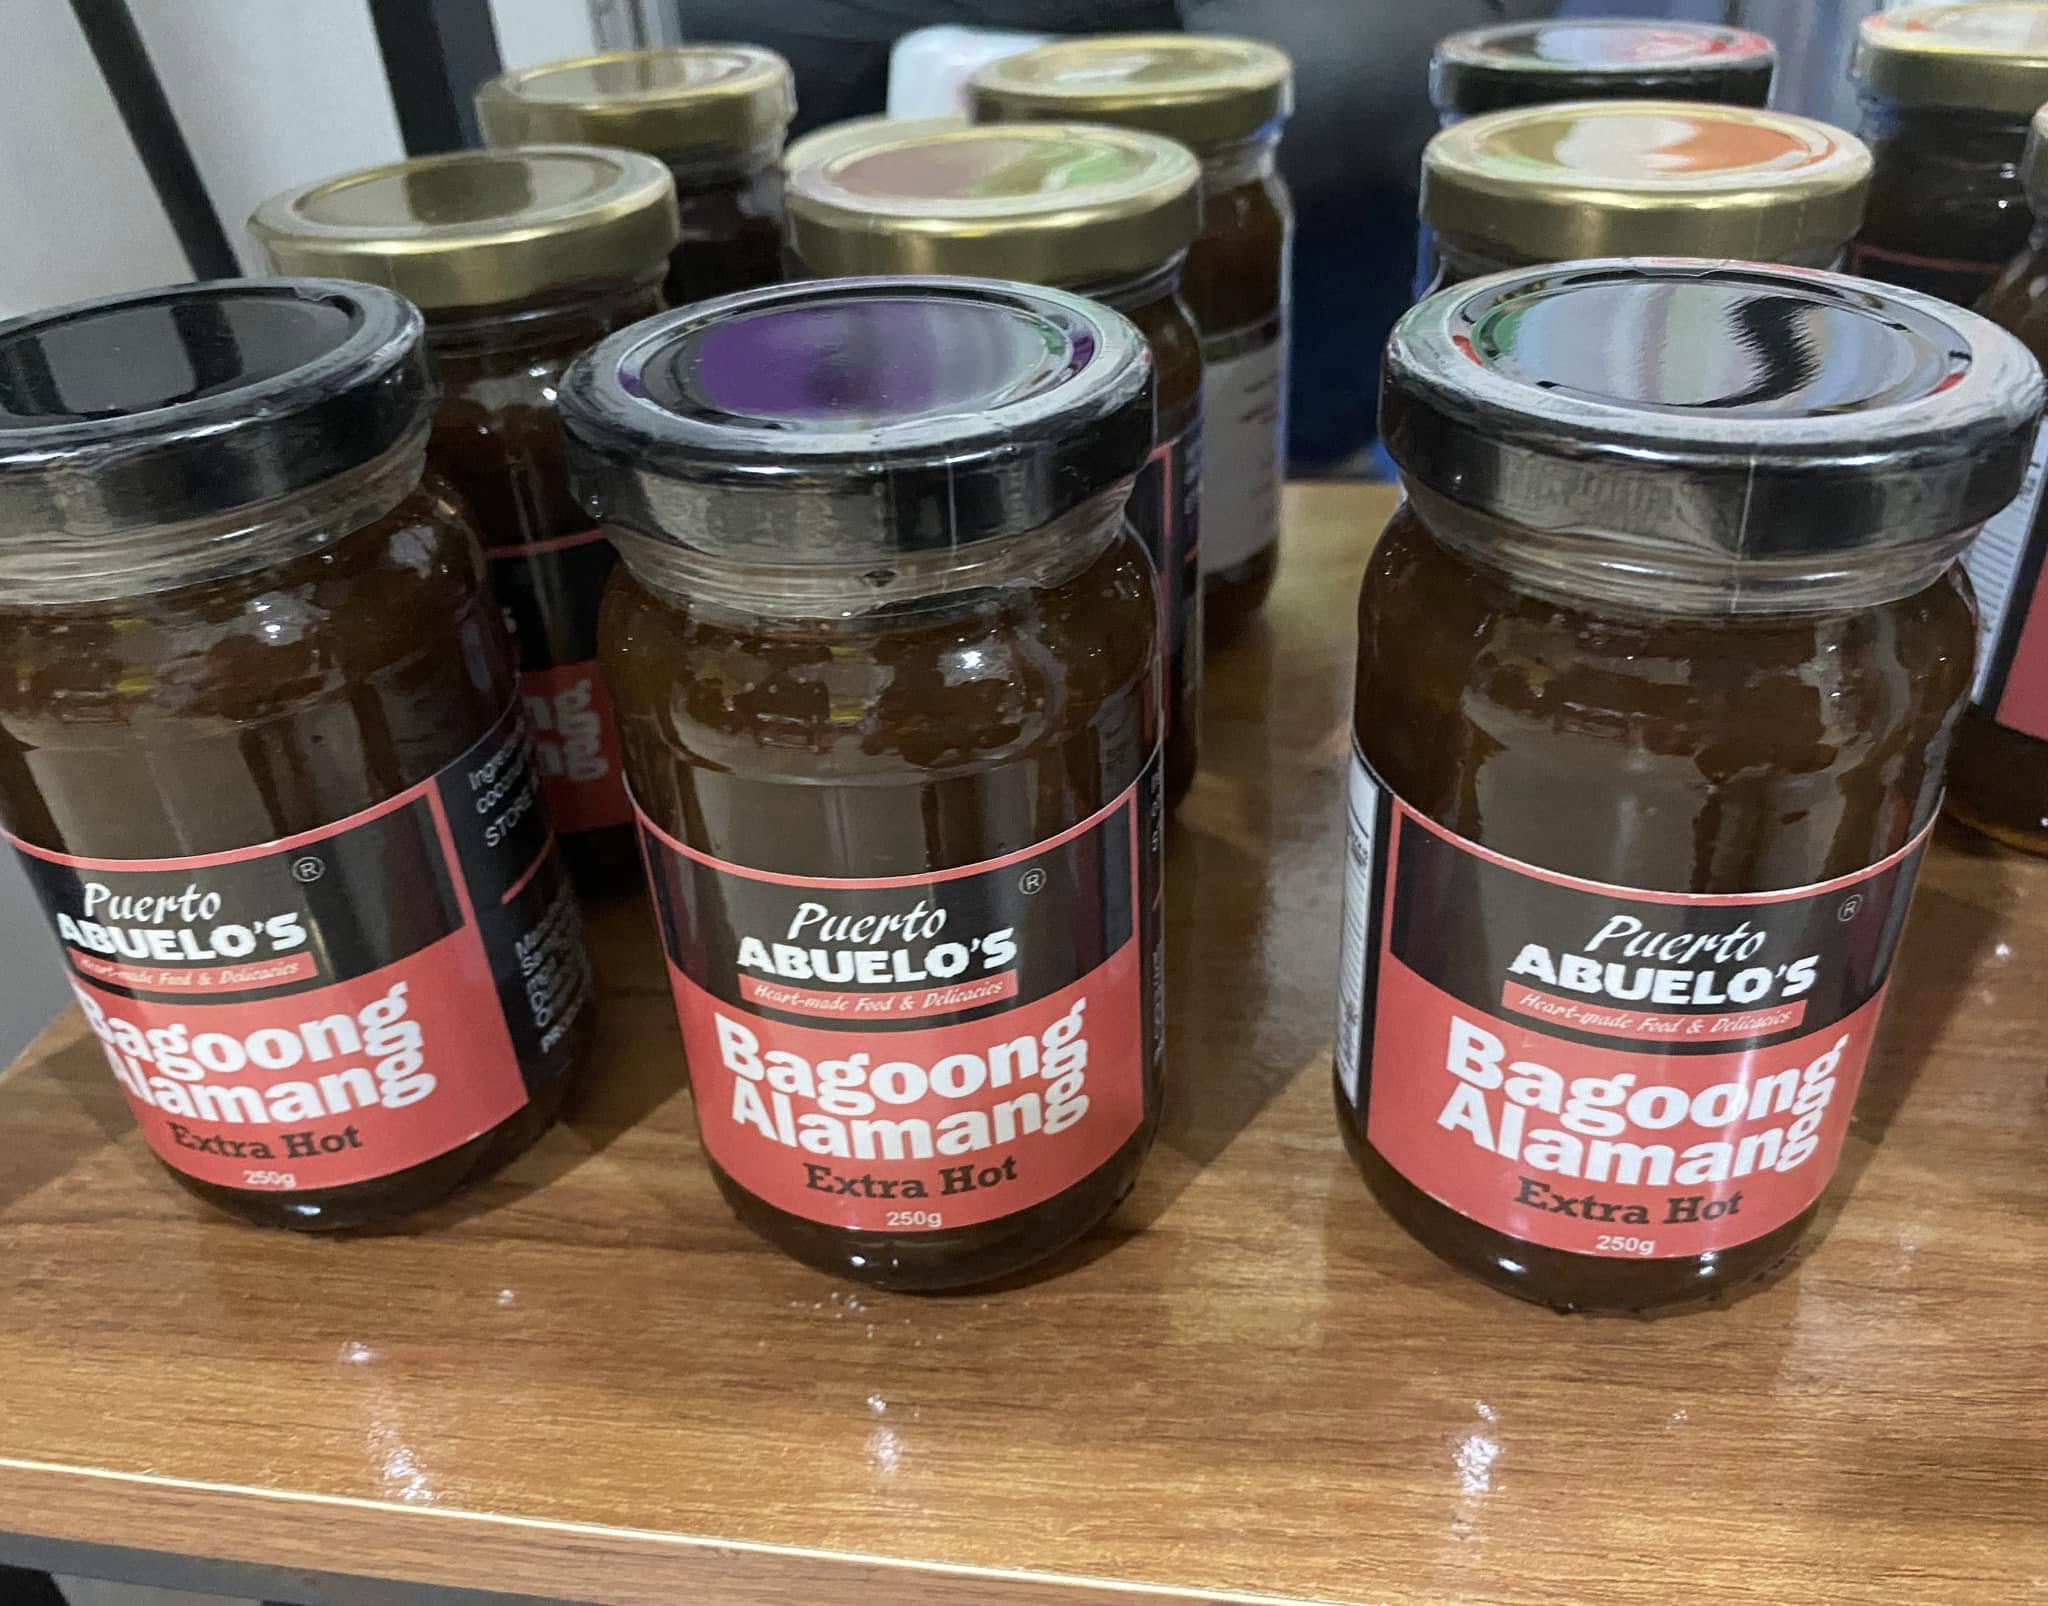 Puerto
ABUELO'S
Heart-made Food & Delicacies
Bagoong
Alamang
Extra Hot
250g
®
Puerto
ABUELO'S
Heart-made Food & Delicacies
Bagoong
Alamang
Extra Hot
250g
®
Puerto
ABUELO'S
Heart-made Food & Delicacies
Bagoong
Alamang
Extra Hot
250g
®